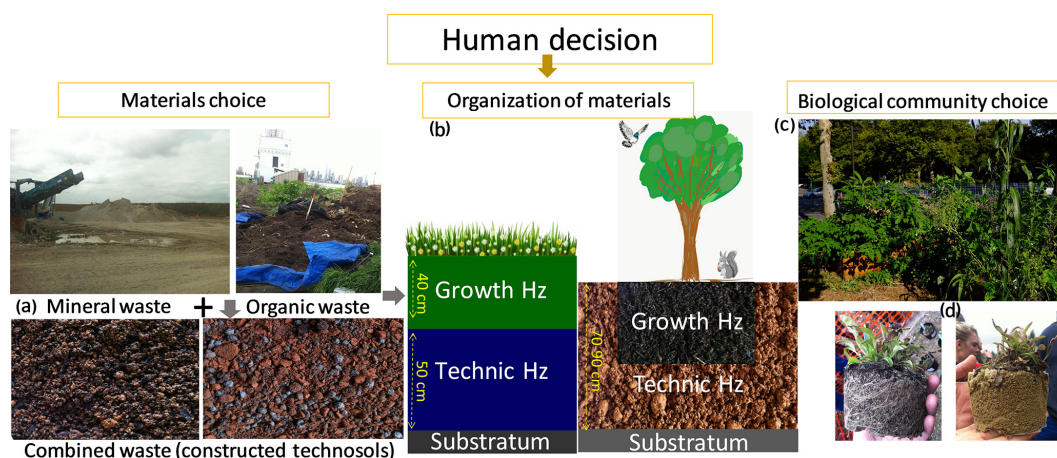 Human decision
Materials choice
Organization of materials
Biological community choice
(a) Mineral waste + Organic waste
Combined waste (constructed technosols)
(b)
40 cm
Growth Hz
50 cm
Technic Hz
Substratum
70-90 cm
Growth Hz
Technic Hz
Substratum
(c)
(d)